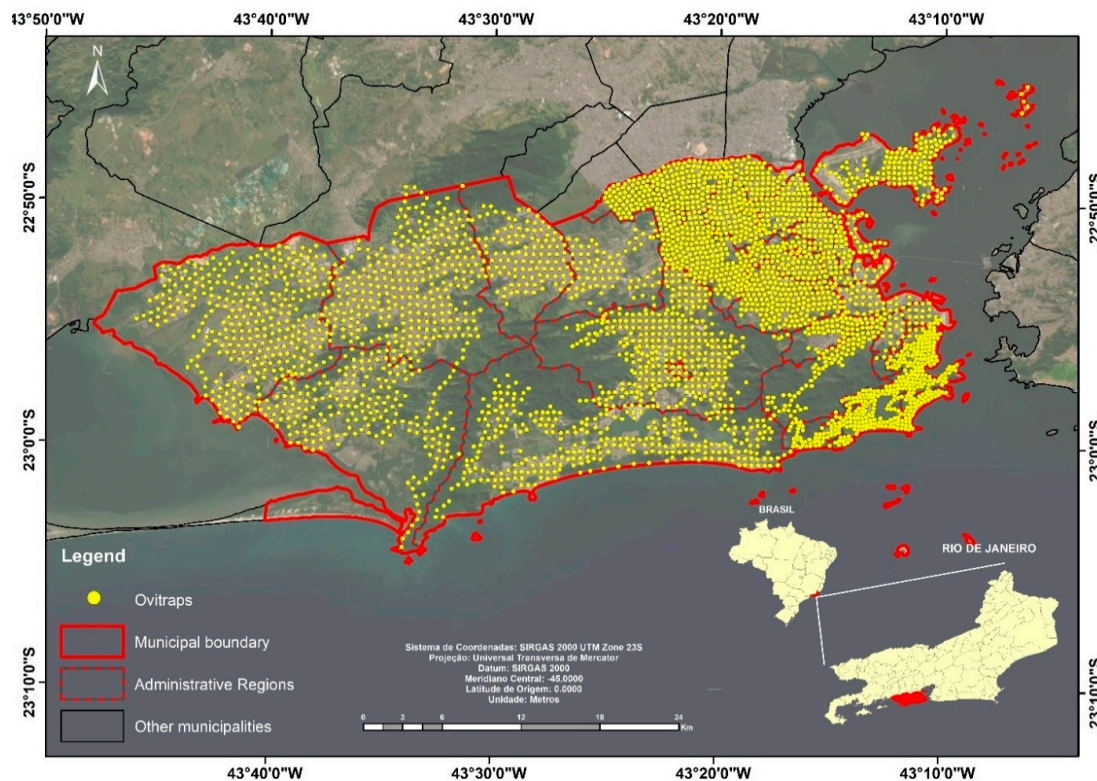 43°50'0"W 43°40'0"W 43°30'0"W 43°20'0"W 43°10'0"W
N
22°50'0"S 22°50'0"S
23°0'0"S 23°0'0"S
BRASIL
RIO DE JANEIRO
Legend
Ovitraps
Municipal boundary
Administrative Regions
Other municipalities
Sistema de Coordenadas: SIRGAS 2000 UTM Zone 23S
Projeção: Universal Transversa de Mercator
Datum: SIRGAS 2000
Meridiano Central: -45.0000
Latitude de Origem: 0.0000
Unidade: Metros
23°10'0"S 23°10'0"S
0 3 6 12 18 24
Km
43°40'0"W 43°30'0"W 43°20'0"W 43°10'0"W